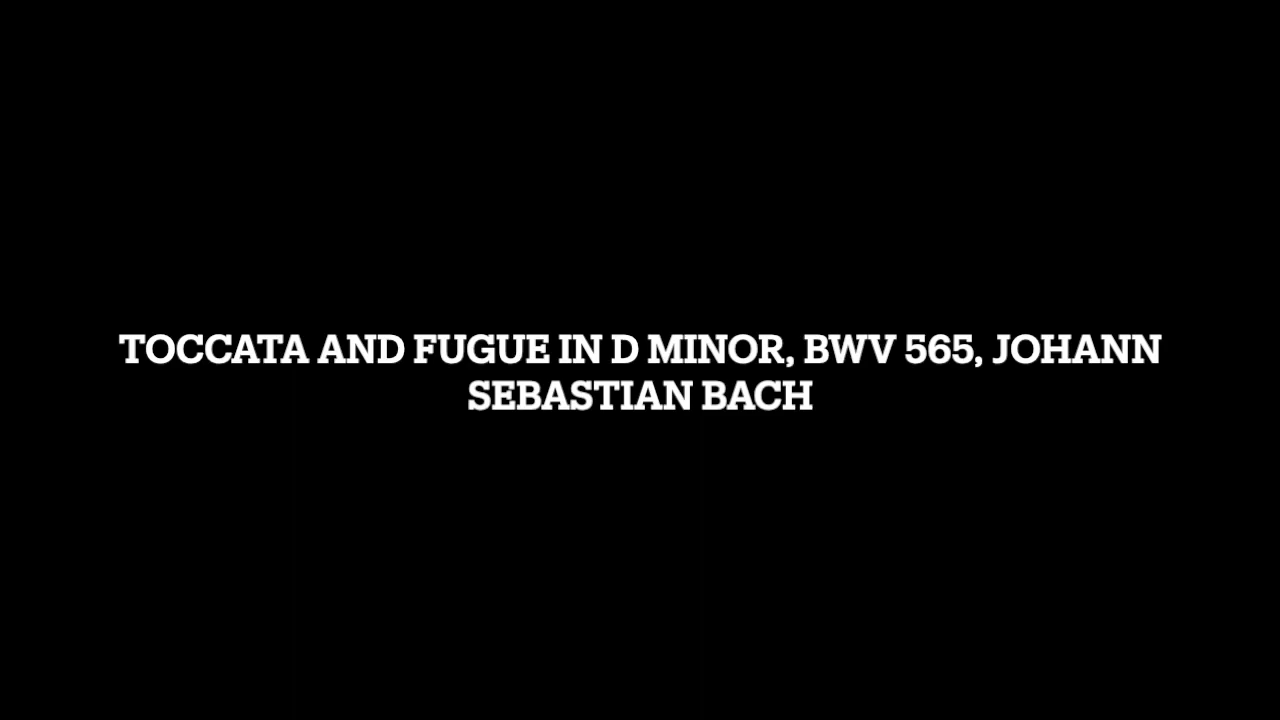 TOCCATA AND FUGUE IN D MINOR, BWV 565, JOHANN
SEBASTIAN BACH